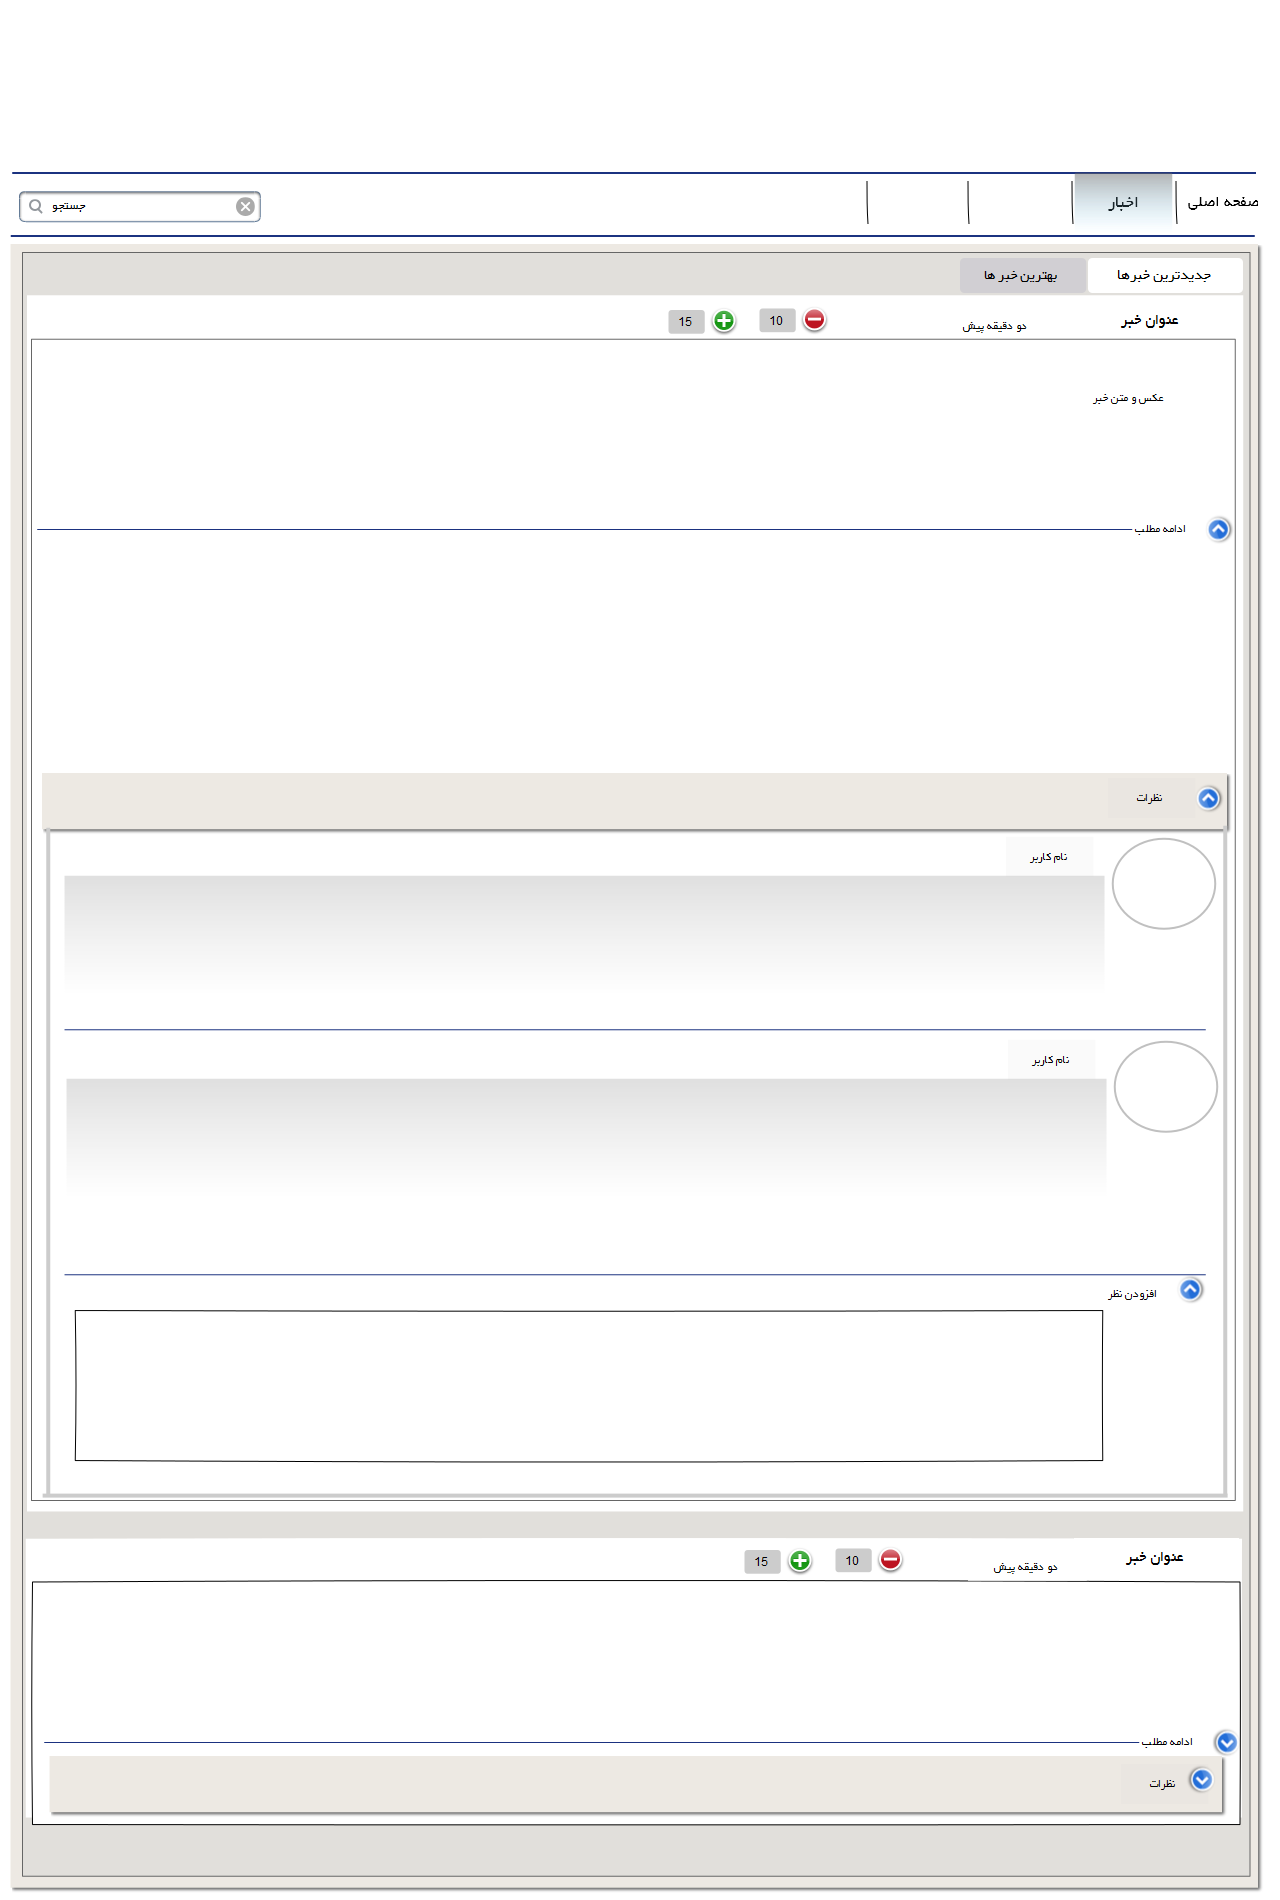 صفحه اصلی
اخبار
جستجو
جدیدترین خبرها
بهترین خبر ها
عنوان خبر
دو دقیقه پیش
10
15
عکس و متن خبر
ادامه مطلب
نظرات
نام کاربر
نام کاربر
افزودن نظر
عنوان خبر
دو دقیقه پیش
10
15
ادامه مطلب
نظرات